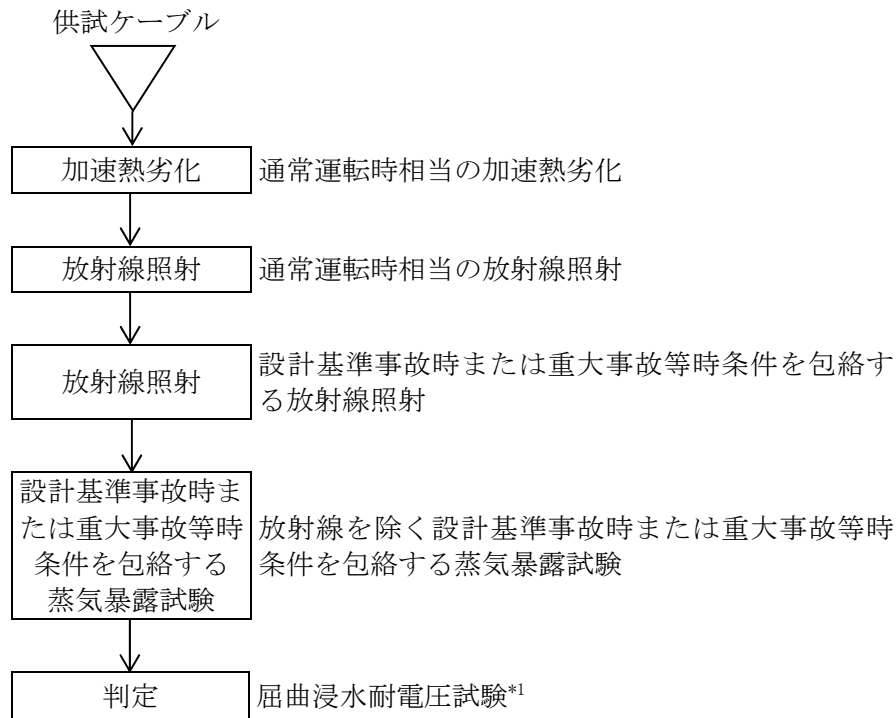 供試ケーブル
加速熱劣化
通常運転時相当の加速熱劣化
放射線照射
通常運転時相当の放射線照射
放射線照射
設計基準事故時または重大事故等時条件を包絡す
る放射線照射
設計基準事故時ま
たは重大事故等時
条件を包絡する
蒸気暴露試験
放射線を除く設計基準事故時または重大事故等時
条件を包絡する蒸気暴露試験
判定
屈曲浸水耐電圧試験*1